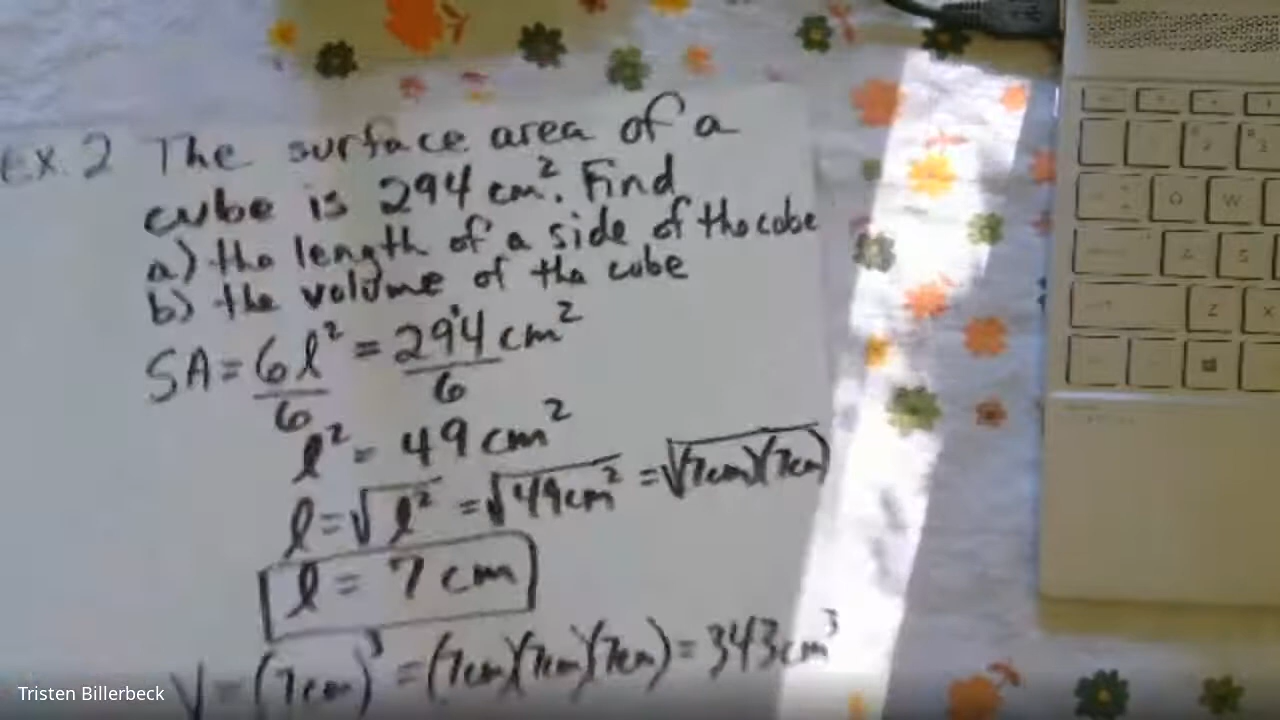 Ex. 2 The surface area of a
cube is 294 cm². Find
a) the length of a side of the cube
b) the volume of the cube
SA = 6l²/6 = 294 cm²/6
l² = 49 cm²
l = √l² = √49cm² = √(7cm)(7cm)
l = 7 cm
V = (7cm)³ = (7cm)(7cm)(7cm) = 343cm³
Tristen Billerbeck